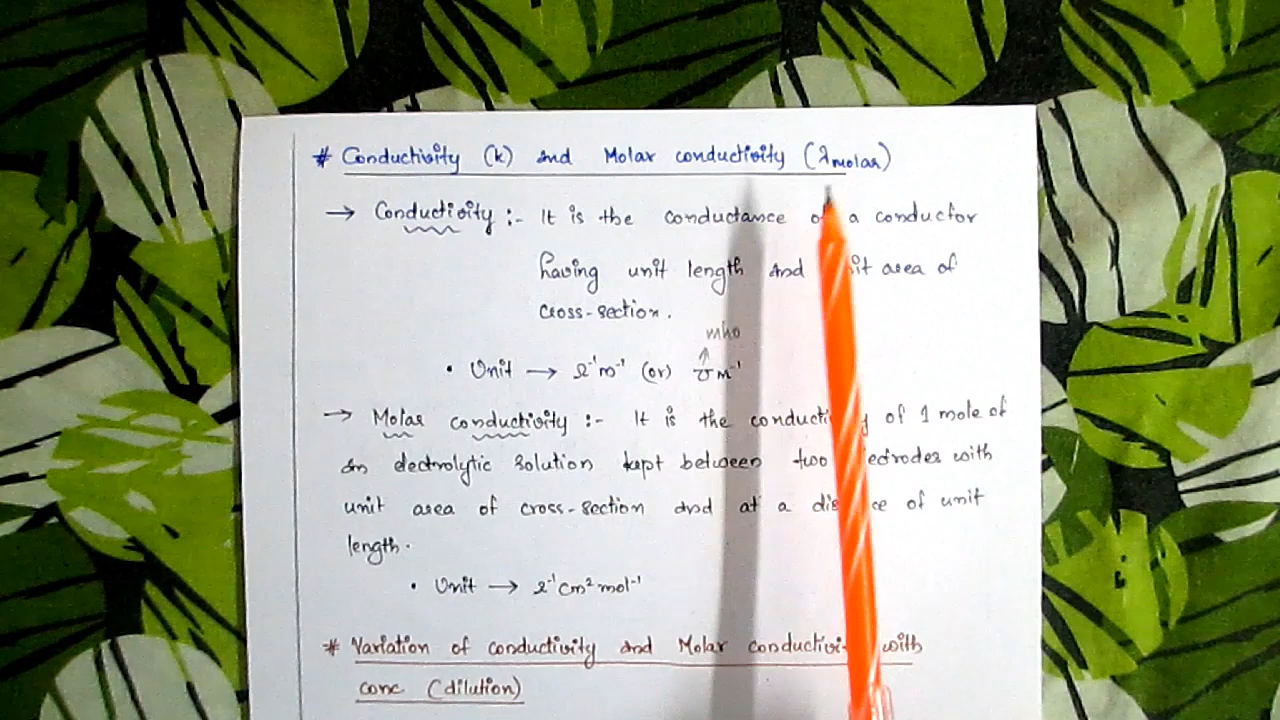 # Conductivity (k) and Molar conductivity (λmolar)
→ Conductivity :- It is the conductance of a conductor
having unit length and area of
cross-section.
mho
↑
• Unit → Ω⁻¹m⁻¹ (or) ℧ m⁻¹
→ Molar conductivity :- It is the conducti y of 1 mole of
an electrolytic solution kept between two ectrodes with
unit area of cross-section and at a dis ce of unit
length.
• Unit → Ω⁻¹cm²mol⁻¹
# Variation of conductivity and Molar conductivi with
conc (dilution)